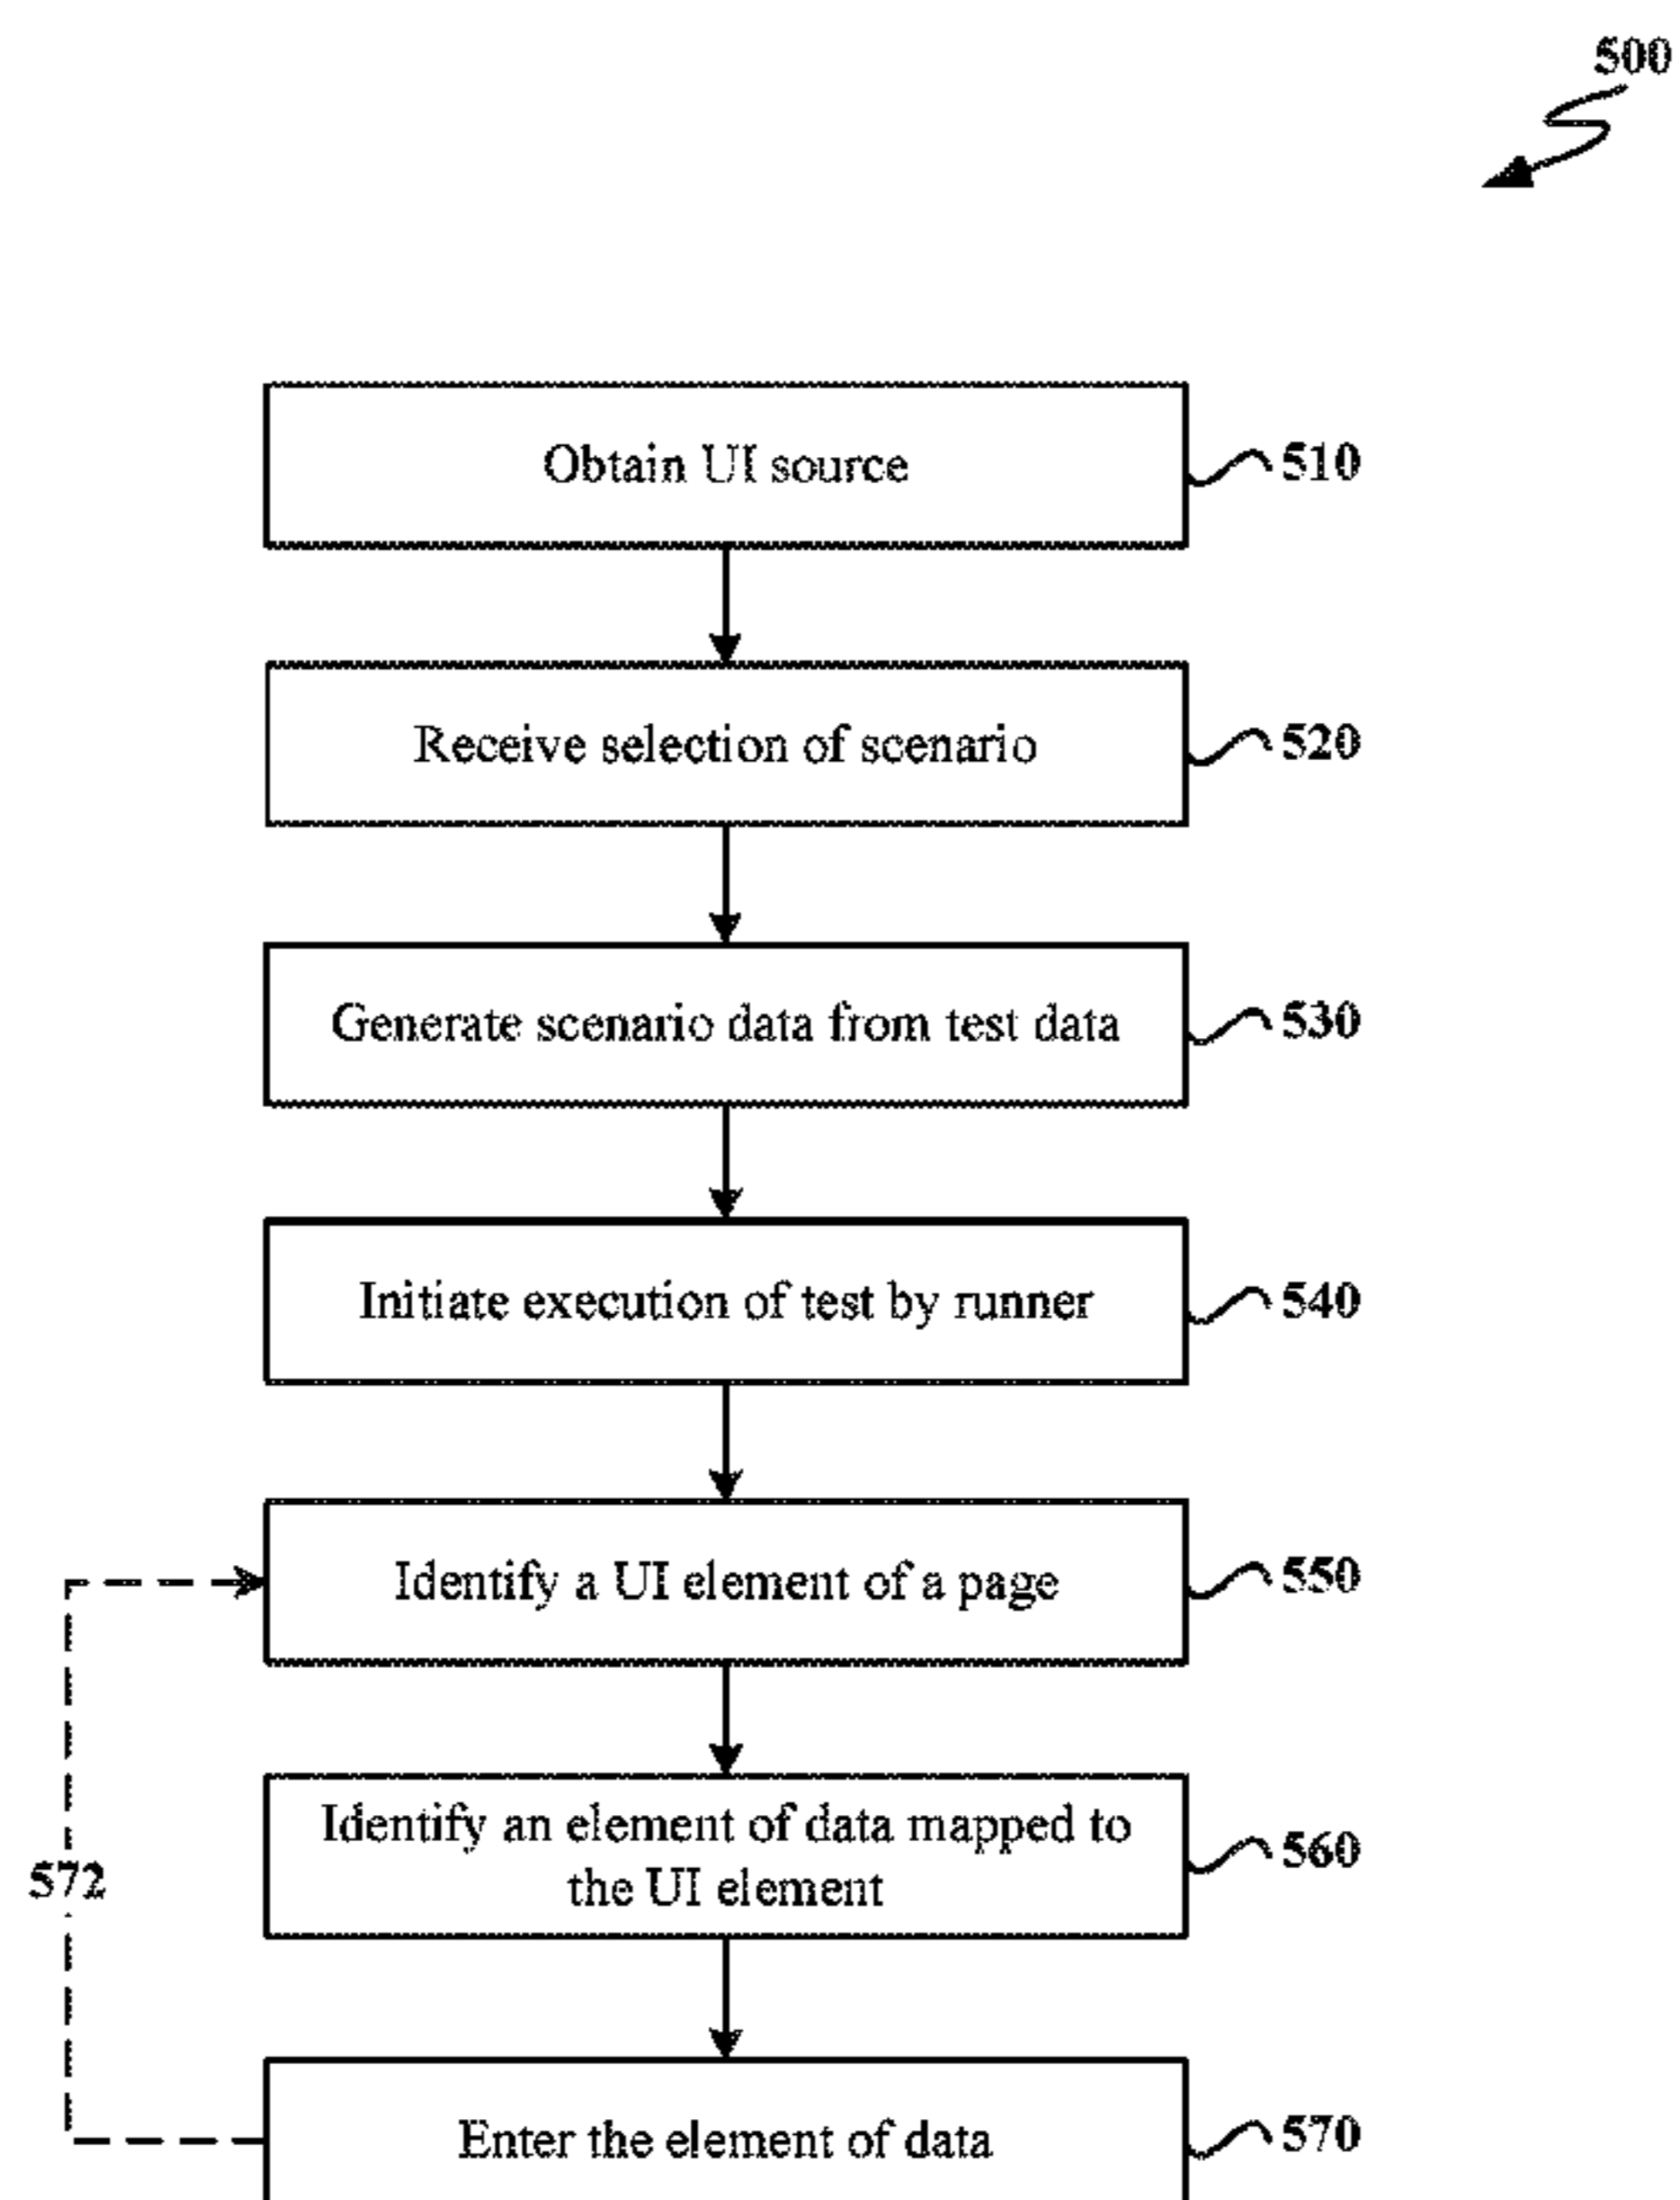 500
Obtain UI source
510
Receive selection of scenario
520
Generate scenario data from test data
530
Initiate execution of test by runner
540
Identify a UI element of a page
550
Identify an element of data mapped to
the UI element
560
572
Enter the element of data
570